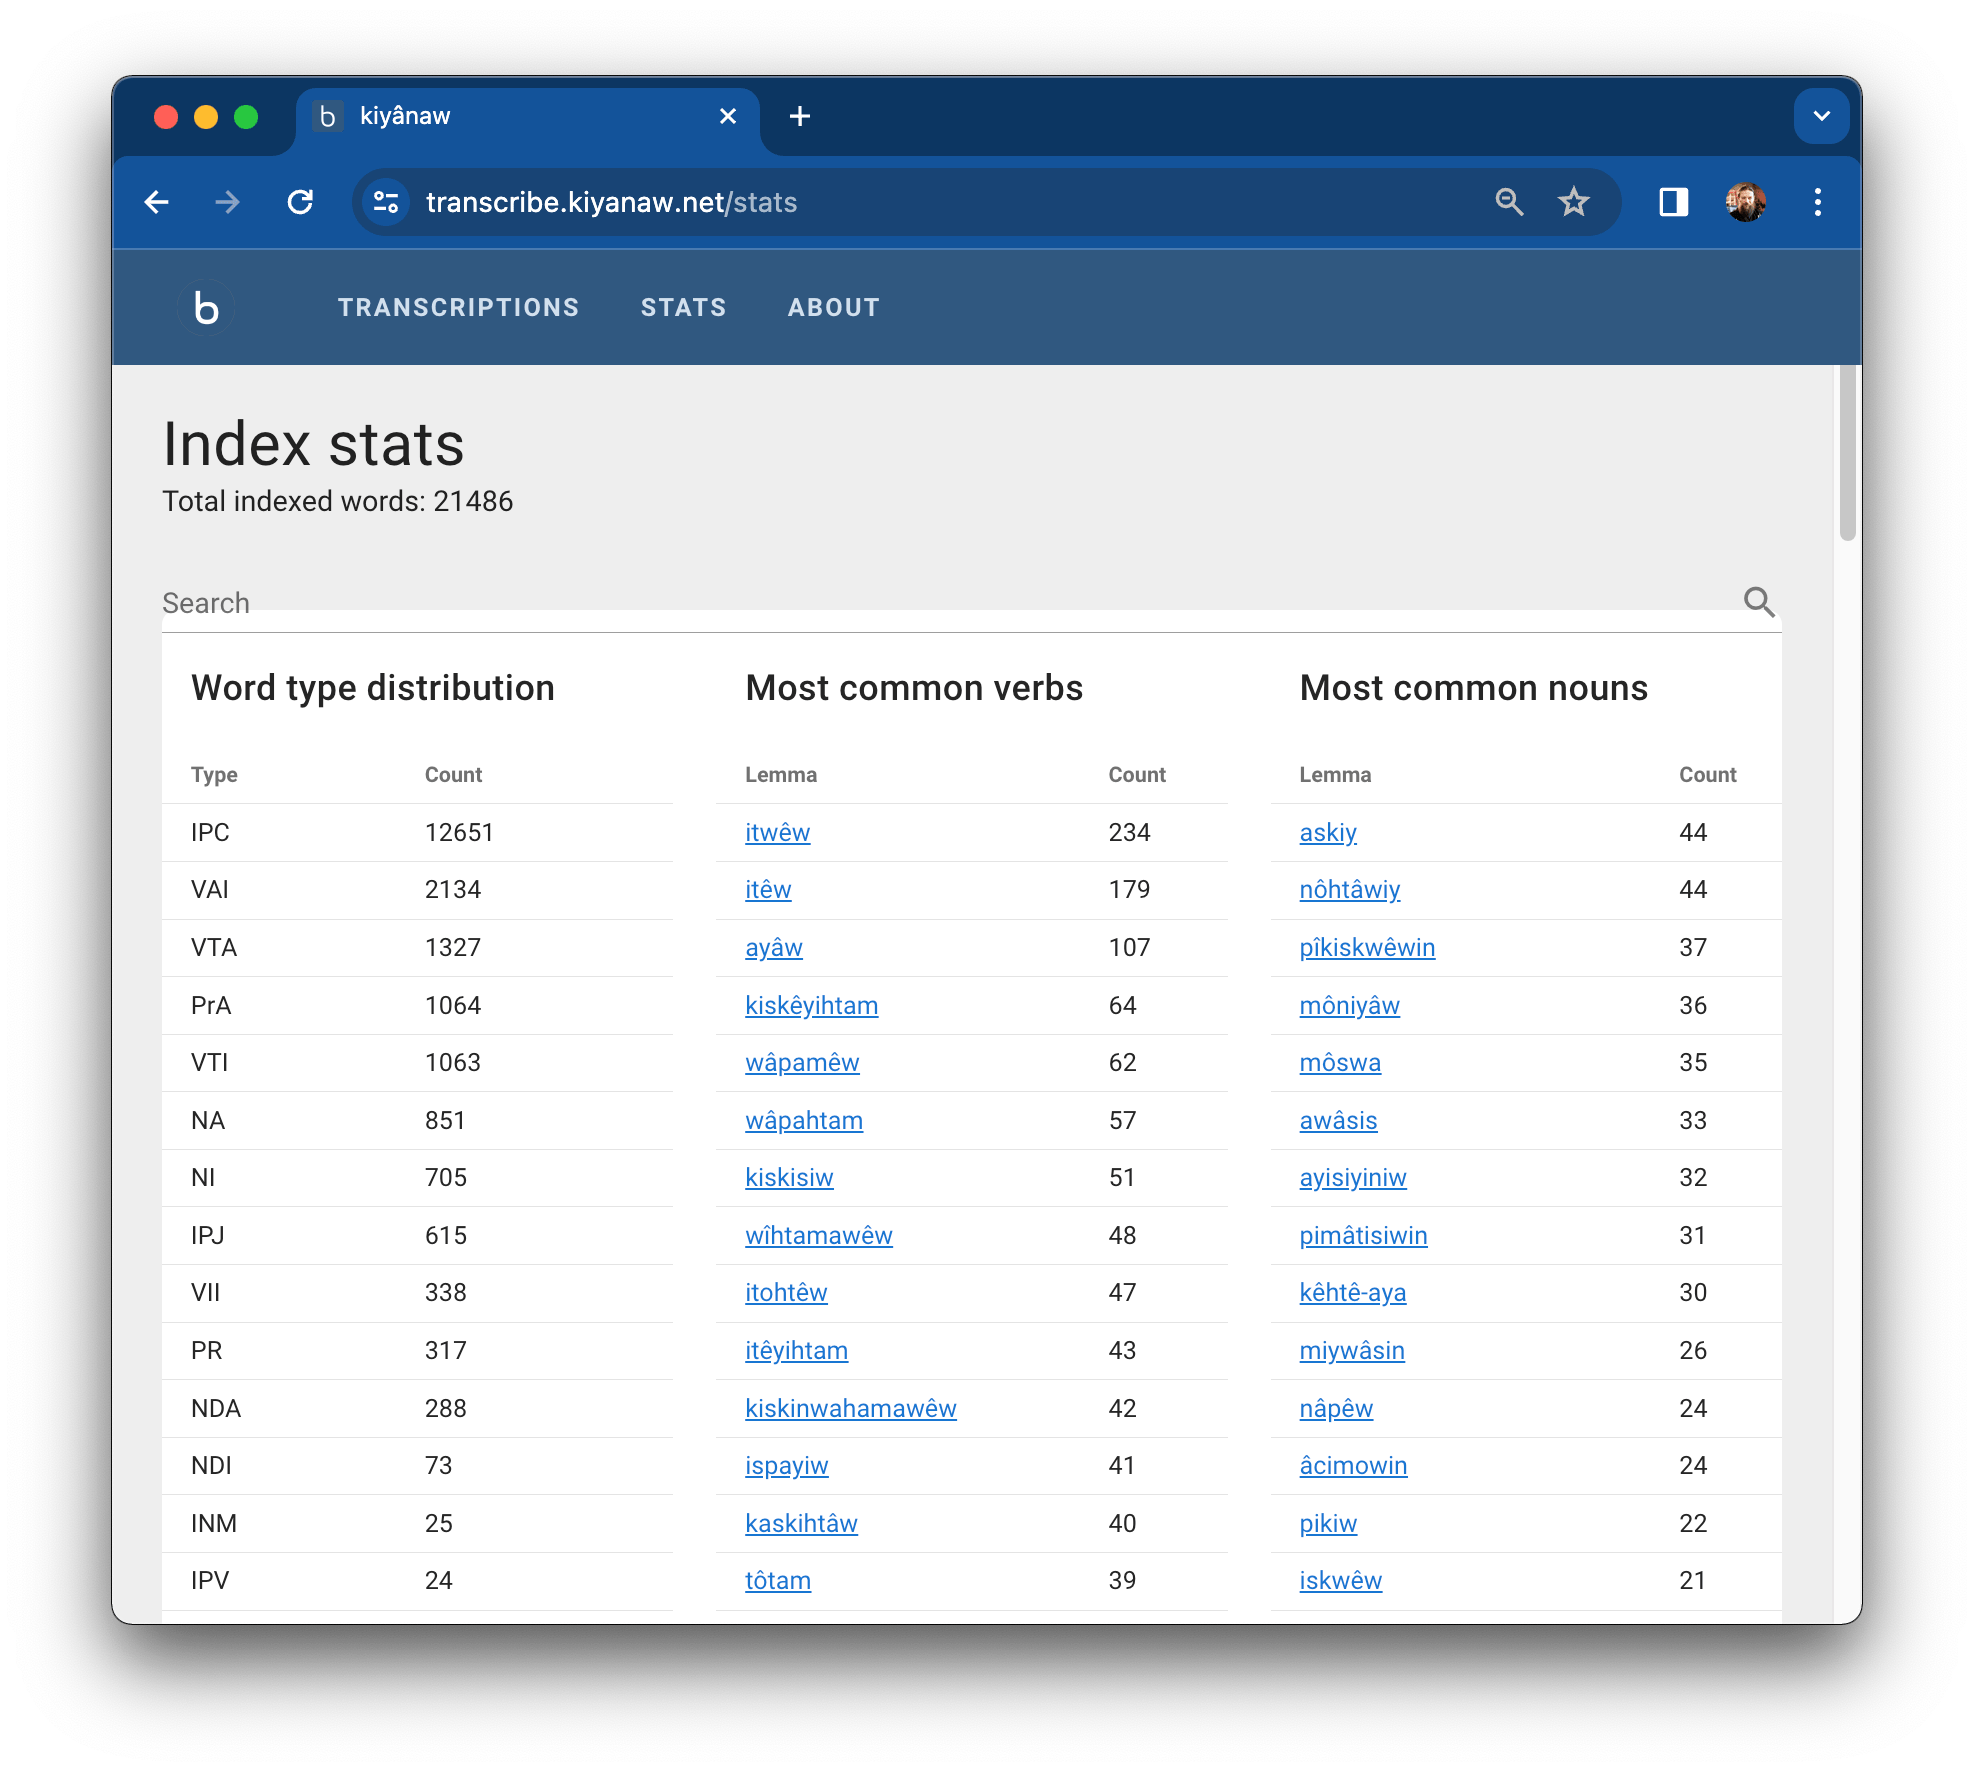 kiyânaw
transcribe.kiyanaw.net/stats
b TRANSCRIPTIONS STATS ABOUT
Index stats
Total indexed words: 21486
Search
Word type distribution
Type Count
IPC 12651
VAI 2134
VTA 1327
PrA 1064
VTI 1063
NA 851
NI 705
IPJ 615
VII 338
PR 317
NDA 288
NDI 73
INM 25
IPV 24
Most common verbs
Lemma Count
itwêw 234
itêw 179
ayâw 107
kiskêyihtam 64
wâpamêw 62
wâpahtam 57
kiskisiw 51
wîhtamawêw 48
itohtêw 47
itêyihtam 43
kiskinwahamawêw 42
ispayiw 41
kaskihtâw 40
tôtam 39
Most common nouns
Lemma Count
askiy 44
nôhtâwiy 44
pîkiskwêwin 37
môniyâw 36
môswa 35
awâsis 33
ayisiyiniw 32
pimâtisiwin 31
kêhtê-aya 30
miywâsin 26
nâpêw 24
âcimowin 24
pikiw 22
iskwêw 21